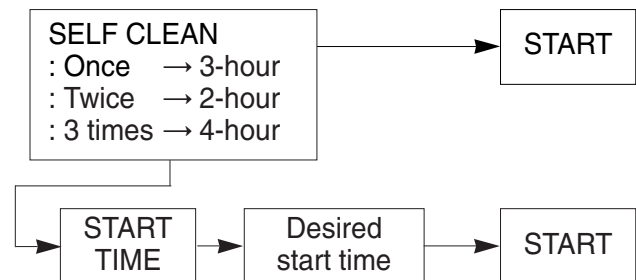 SELF CLEAN
: Once → 3-hour
: Twice → 2-hour
: 3 times → 4-hour
START
START
TIME
Desired
start time
START